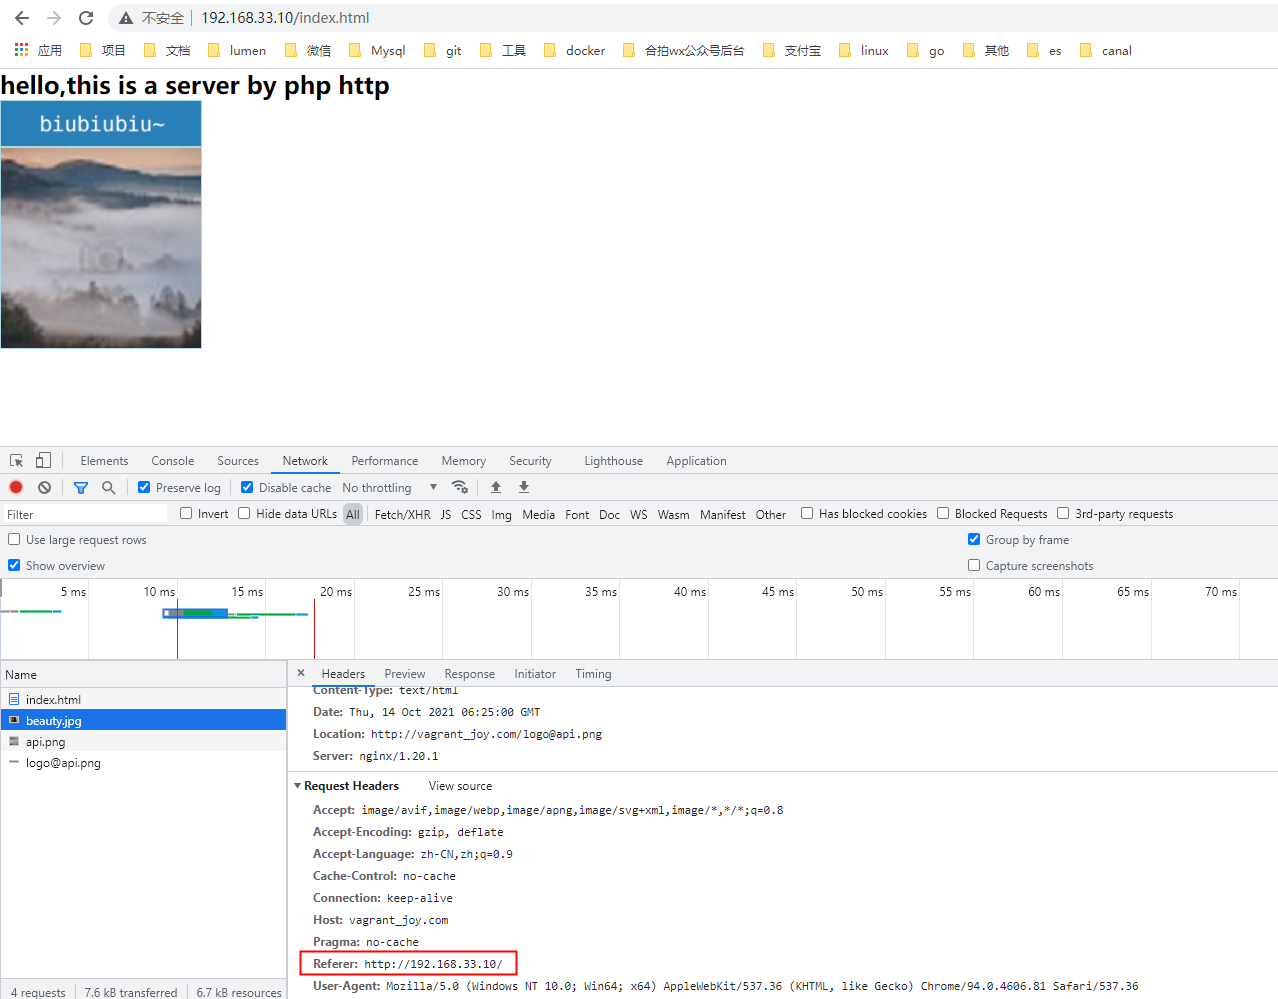 不安全 192.168.33.10/index.html
应用 项目 文档 lumen 微信 Mysql git 工具 docker 合拍wx公众号后台 支付宝 linux go 其他 es canal
hello,this is a server by php http
biubiubiu~
Elements Console Sources Network Performance Memory Security Lighthouse Application
Preserve log Disable cache No throttling
Filter Invert Hide data URLs All Fetch/XHR JS CSS Img Media Font Doc WS Wasm Manifest Other Has blocked cookies Blocked Requests 3rd-party requests
Use large request rows Group by frame
Show overview Capture screenshots
5 ms 10 ms 15 ms 20 ms 25 ms 30 ms 35 ms 40 ms 45 ms 50 ms 55 ms 60 ms 65 ms 70 ms
Name
index.html
beauty.jpg
api.png
logo@api.png
4 requests 7.6 kB transferred 6.7 kB resources
× Headers Preview Response Initiator Timing
Content-Type: text/html
Date: Thu, 14 Oct 2021 06:25:00 GMT
Location: http://vagrant_joy.com/logo@api.png
Server: nginx/1.20.1
Request Headers View source
Accept: image/avif,image/webp,image/apng,image/svg+xml,image/*,*/*;q=0.8
Accept-Encoding: gzip, deflate
Accept-Language: zh-CN,zh;q=0.9
Cache-Control: no-cache
Connection: keep-alive
Host: vagrant_joy.com
Pragma: no-cache
Referer: http://192.168.33.10/
User-Agent: Mozilla/5.0 (Windows NT 10.0; Win64; x64) AppleWebKit/537.36 (KHTML, like Gecko) Chrome/94.0.4606.81 Safari/537.36